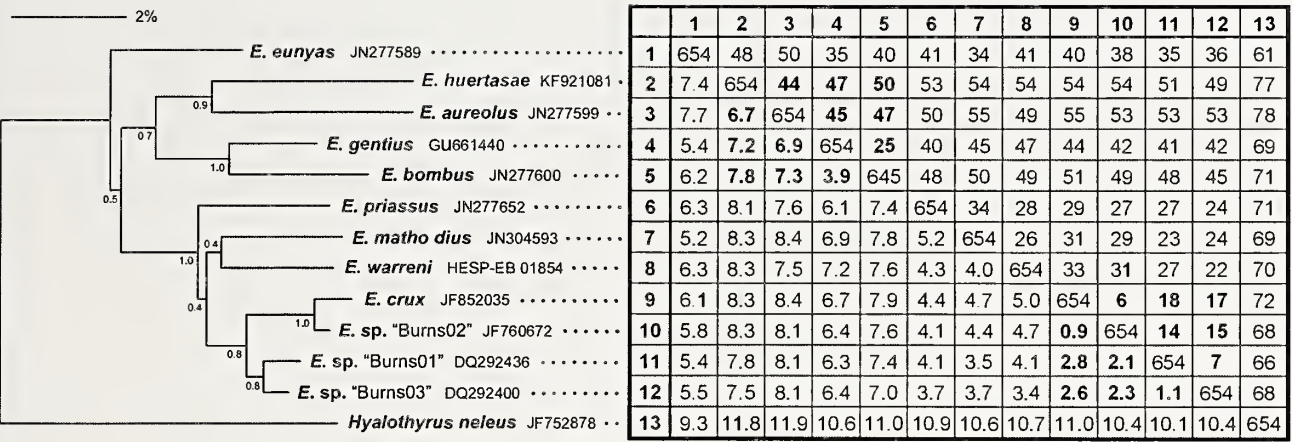 2%
1 2 3 4 5 6 7 8 9 10 11 12 13
E. eunyas JN277589 1 654 48 50 35 40 41 34 41 40 38 35 36 61
E. huertasae KF921081 2 7.4 654 44 47 50 53 54 54 54 54 51 49 77
0.9
E. aureolus JN277599 3 7.7 6.7 654 45 47 50 55 49 55 53 53 53 78
0.7
E. gentius GU661440 4 5.4 7.2 6.9 654 25 40 45 47 44 42 41 42 69
1.0
E. bombus JN277600 5 6.2 7.8 7.3 3.9 645 48 50 49 51 49 48 45 71
0.5
E. priassus JN277652 6 6.3 8.1 7.6 6.1 7.4 654 34 28 29 27 27 24 71
E. matho dius JN304593 7 5.2 8.3 8.4 6.9 7.8 5.2 654 26 31 29 23 24 69
0.4
1.0
E. warreni HESP-EB 01854 8 6.3 8.3 7.5 7.2 7.6 4.3 4.0 654 33 31 27 22 70
E. crux JF852035 9 6.1 8.3 8.4 6.7 7.9 4.4 4.7 5.0 654 6 18 17 72
0.4
1.0
E. sp. "Burns02" JF760672 10 5.8 8.3 8.1 6.4 7.6 4.1 4.4 4.7 0.9 654 14 15 68
0.8
E. sp. "Burns01" DQ292436 11 5.4 7.8 8.1 6.3 7.4 4.1 3.5 4.1 2.8 2.1 654 7 66
0.8
E. sp. "Burns03" DQ292400 12 5.5 7.5 8.1 6.4 7.0 3.7 3.7 3.4 2.6 2.3 1.1 654 68
Hyalothyrus neleus JF752878 13 9.3 11.8 11.9 10.6 11.0 10.9 10.6 10.7 11.0 10.4 10.1 10.4 654